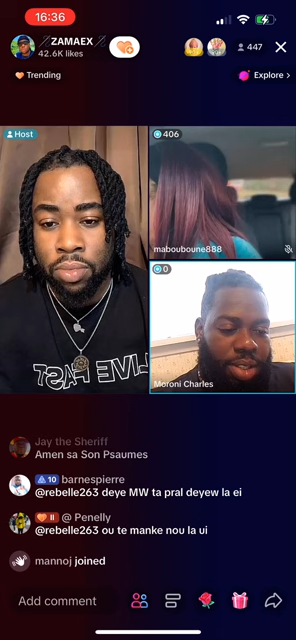 16:36
ZAMAEX
42.6K likes
447
Trending
Explore >
Host
406
mabouboune888
0
Moroni Charles
LIVE FAST
Jay the Sheriff
Amen sa Son Psaumes
10 barnespierre
@rebelle263 deye MW ta pral deyew la ei
II @ Penelly
@rebelle263 ou te manke nou la ui
mannoj joined
Add comment